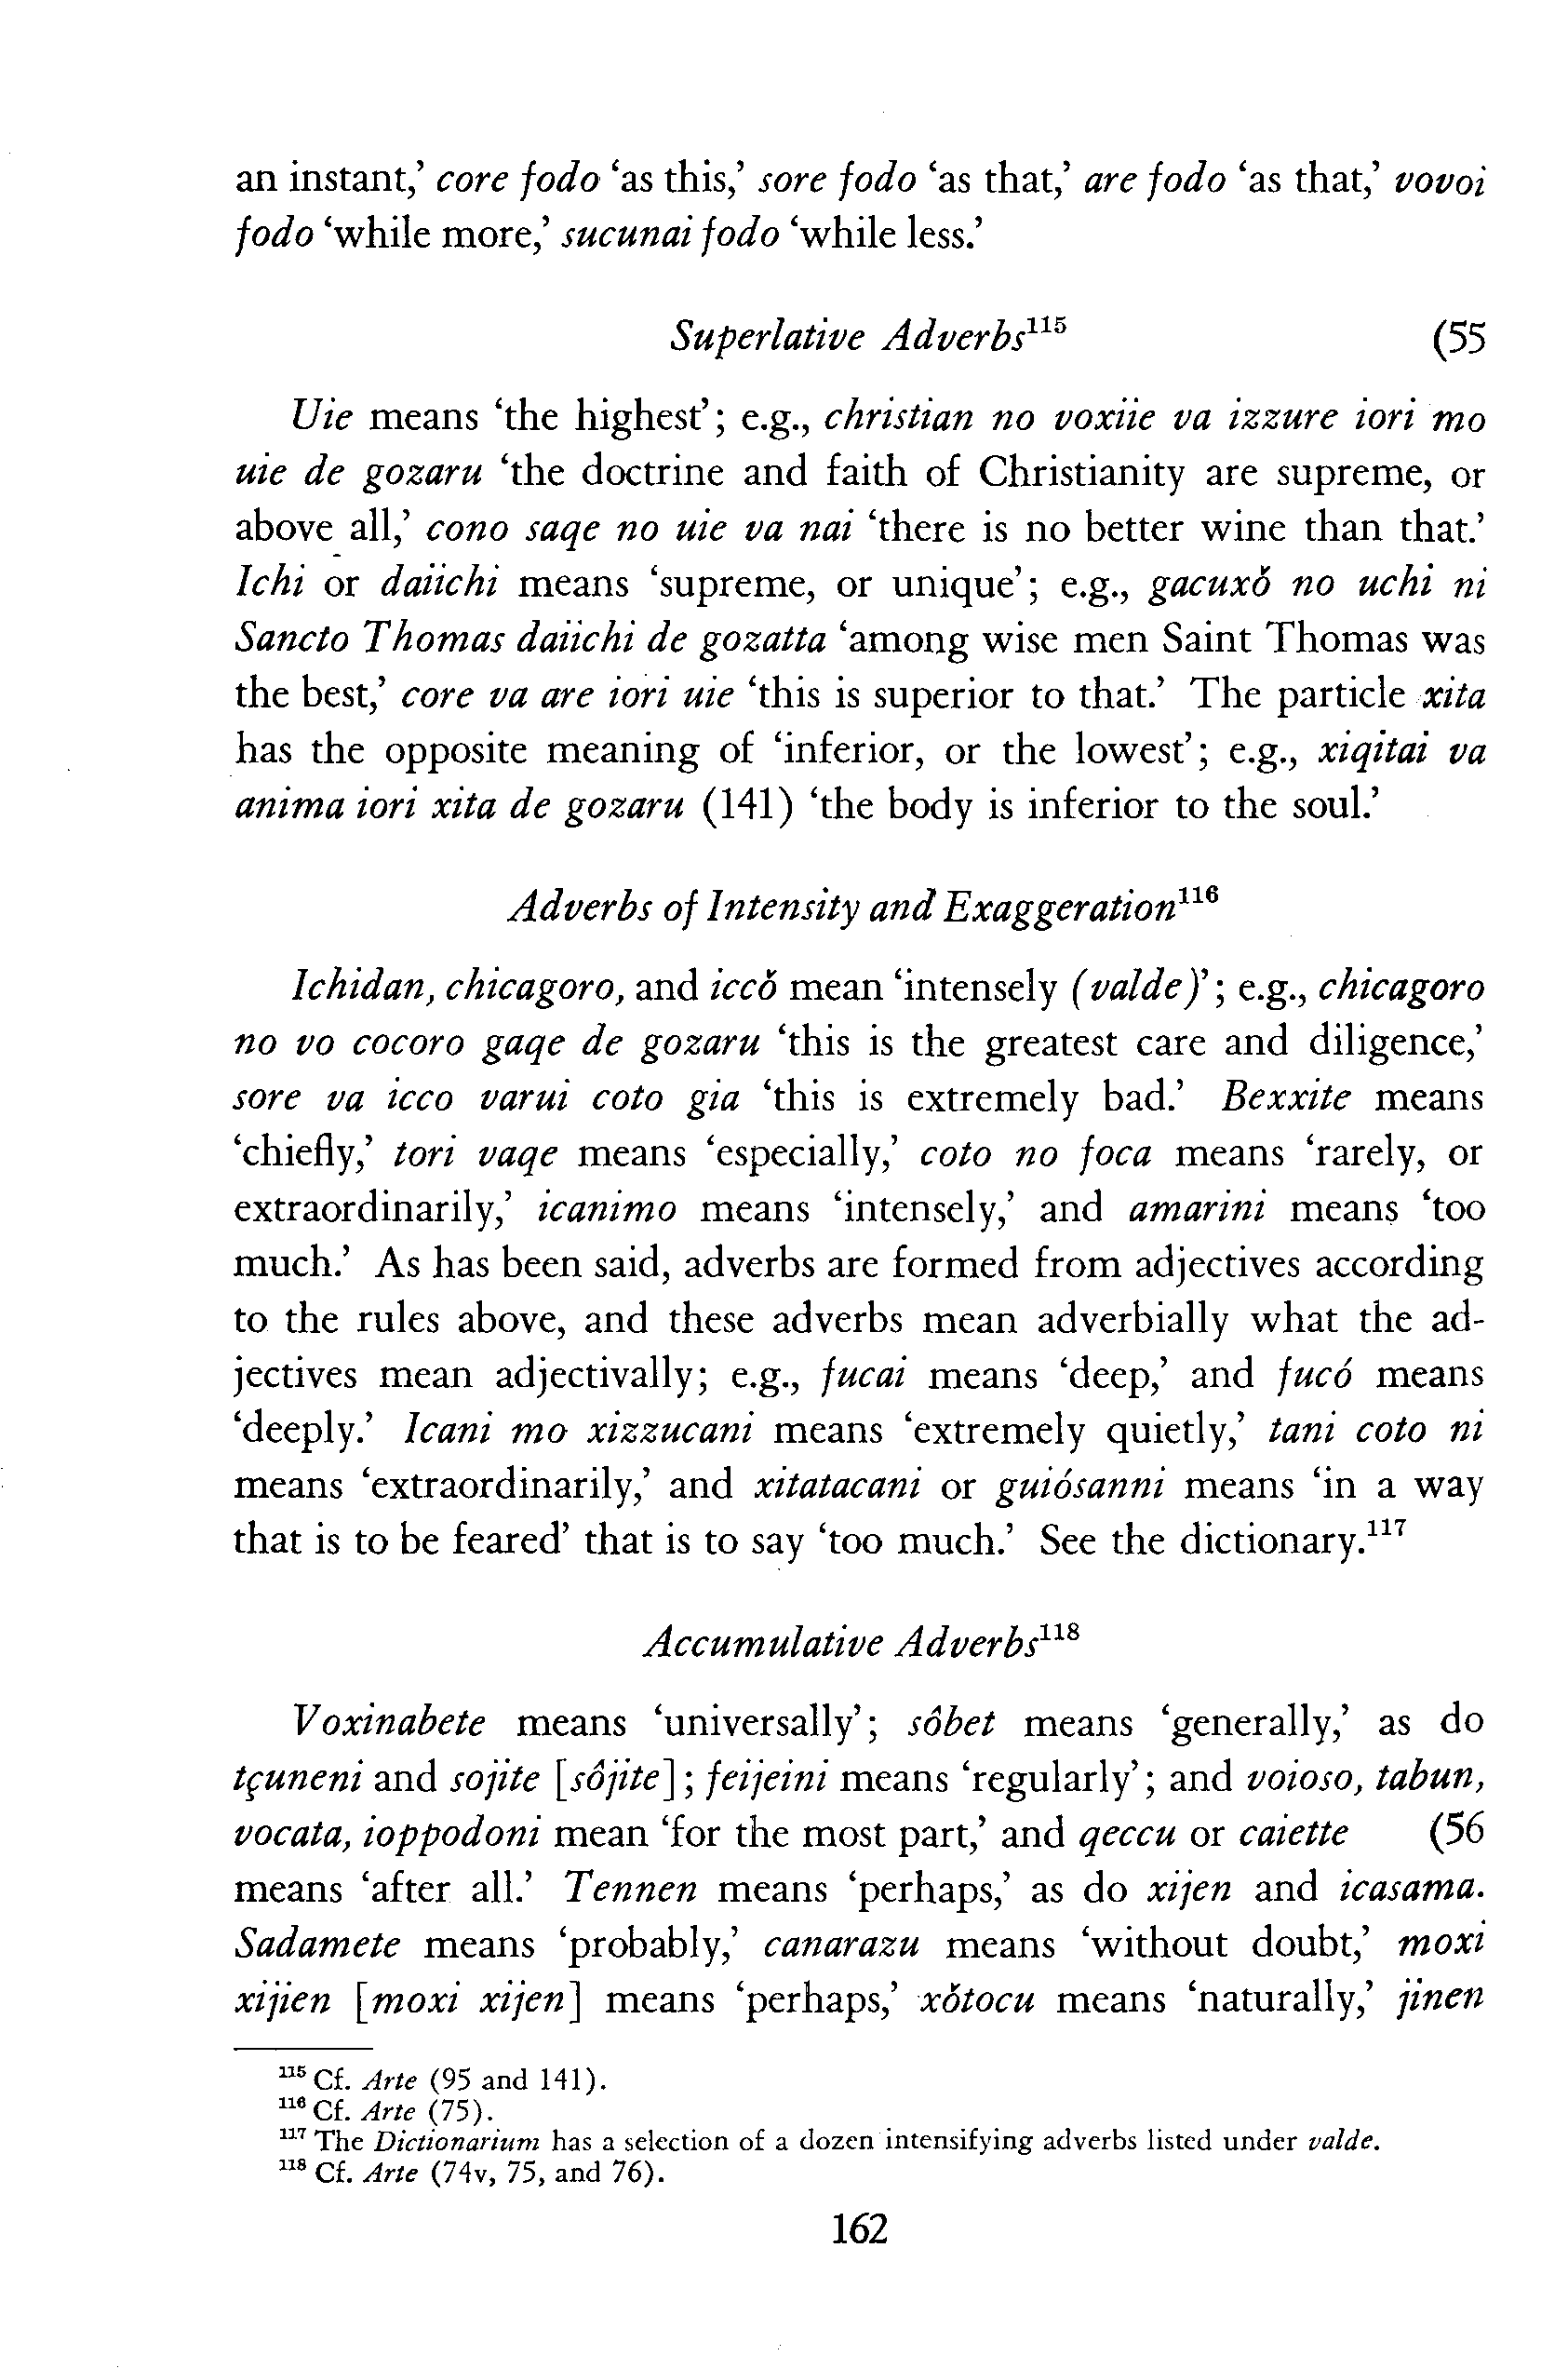 an instant,’ core fodo ‘as this,’ sore fodo ‘as that,’ are fodo ‘as that,’ vovoi
fodo ‘while more,’ sucunai fodo ‘while less.’
Superlative Adverbs¹¹⁵ (55
Uie means ‘the highest’; e.g., christian no voxiie va izzure iori mo
uie de gozaru ‘the doctrine and faith of Christianity are supreme, or
above all,’ cono saqe no uie va nai ‘there is no better wine than that.’
Ichi or daiichi means ‘supreme, or unique’; e.g., gacuxǒ no uchi ni
Sancto Thomas daiichi de gozatta ‘among wise men Saint Thomas was
the best,’ core va are iori uie ‘this is superior to that.’ The particle xita
has the opposite meaning of ‘inferior, or the lowest’; e.g., xiqitai va
anima iori xita de gozaru (141) ‘the body is inferior to the soul.’
Adverbs of Intensity and Exaggeration¹¹⁶
Ichidan, chicagoro, and iccǒ mean ‘intensely (valde)’; e.g., chicagoro
no vo cocoro gaqe de gozaru ‘this is the greatest care and diligence,’
sore va icco varui coto gia ‘this is extremely bad.’ Bexxite means
‘chiefly,’ tori vaqe means ‘especially,’ coto no foca means ‘rarely, or
extraordinarily,’ icanimo means ‘intensely,’ and amarini means ‘too
much.’ As has been said, adverbs are formed from adjectives according
to the rules above, and these adverbs mean adverbially what the ad-
jectives mean adjectivally; e.g., fucai means ‘deep,’ and fucó means
‘deeply.’ Icani mo xizzucani means ‘extremely quietly,’ tani coto ni
means ‘extraordinarily,’ and xitatacani or guiósanni means ‘in a way
that is to be feared’ that is to say ‘too much.’ See the dictionary.¹¹⁷
Accumulative Adverbs¹¹⁸
Voxinabete means ‘universally’; sôbet means ‘generally,’ as do
tçuneni and sojite [sôjite]; feijeini means ‘regularly’; and voioso, tabun,
vocata, ioppodoni mean ‘for the most part,’ and qeccu or caiette (56
means ‘after all.’ Tennen means ‘perhaps,’ as do xijen and icasama.
Sadamete means ‘probably,’ canarazu means ‘without doubt,’ moxi
xijien [moxi xijen] means ‘perhaps,’ xǒtocu means ‘naturally,’ jinen
¹¹⁵ Cf. Arte (95 and 141).
¹¹⁶ Cf. Arte (75).
¹¹⁷ The Dictionarium has a selection of a dozen intensifying adverbs listed under valde.
¹¹⁸ Cf. Arte (74v, 75, and 76).
162